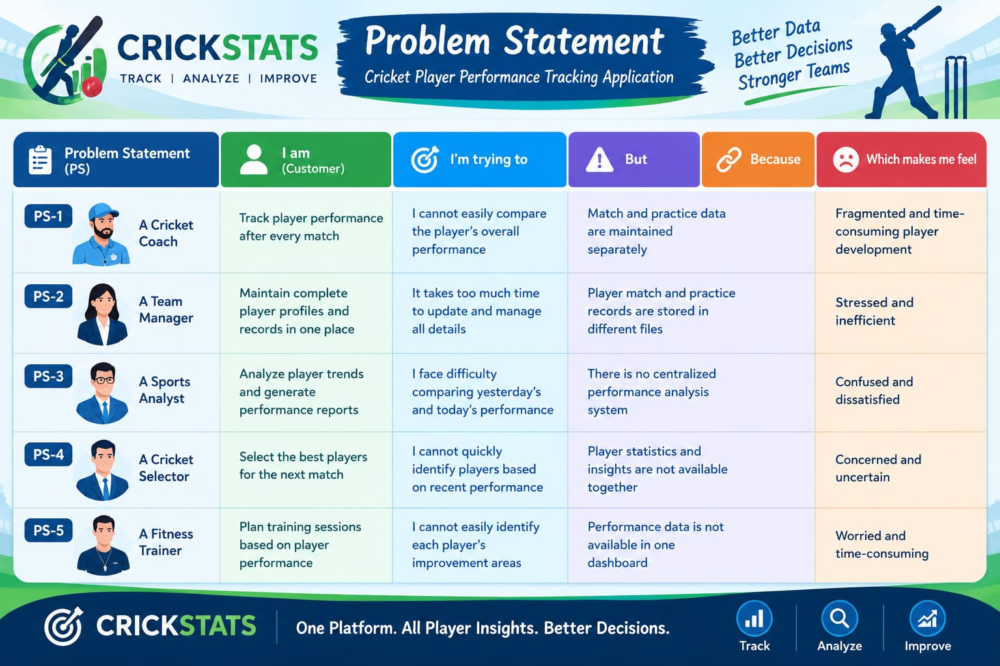 CRICKSTATS
TRACK | ANALYZE | IMPROVE
Problem Statement
Cricket Player Performance Tracking Application
Better Data
Better Decisions
Stronger Teams
Problem Statement
(PS)
I am
(Customer)
I'm trying to
But
Because
Which makes me feel
PS-1
A Cricket
Coach
Track player performance
after every match
I cannot easily compare
the player's overall
performance
Match and practice data
are maintained
separately
Fragmented and time-
consuming player
development
PS-2
A Team
Manager
Maintain complete
player profiles and
records in one place
It takes too much time
to update and manage
all details
Player match and practice
records are stored in
different files
Stressed and
inefficient
PS-3
A Sports
Analyst
Analyze player trends
and generate
performance reports
I face difficulty
comparing yesterday's
and today's performance
There is no centralized
performance analysis
system
Confused and
dissatisfied
PS-4
A Cricket
Selector
Select the best players
for the next match
I cannot quickly
identify players based
on recent performance
Player statistics and
insights are not available
together
Concerned and
uncertain
PS-5
A Fitness
Trainer
Plan training sessions
based on player
performance
I cannot easily identify
each player's
improvement areas
Performance data is not
available in one
dashboard
Worried and
time-consuming
CRICKSTATS
One Platform. All Player Insights. Better Decisions.
Track
Analyze
Improve